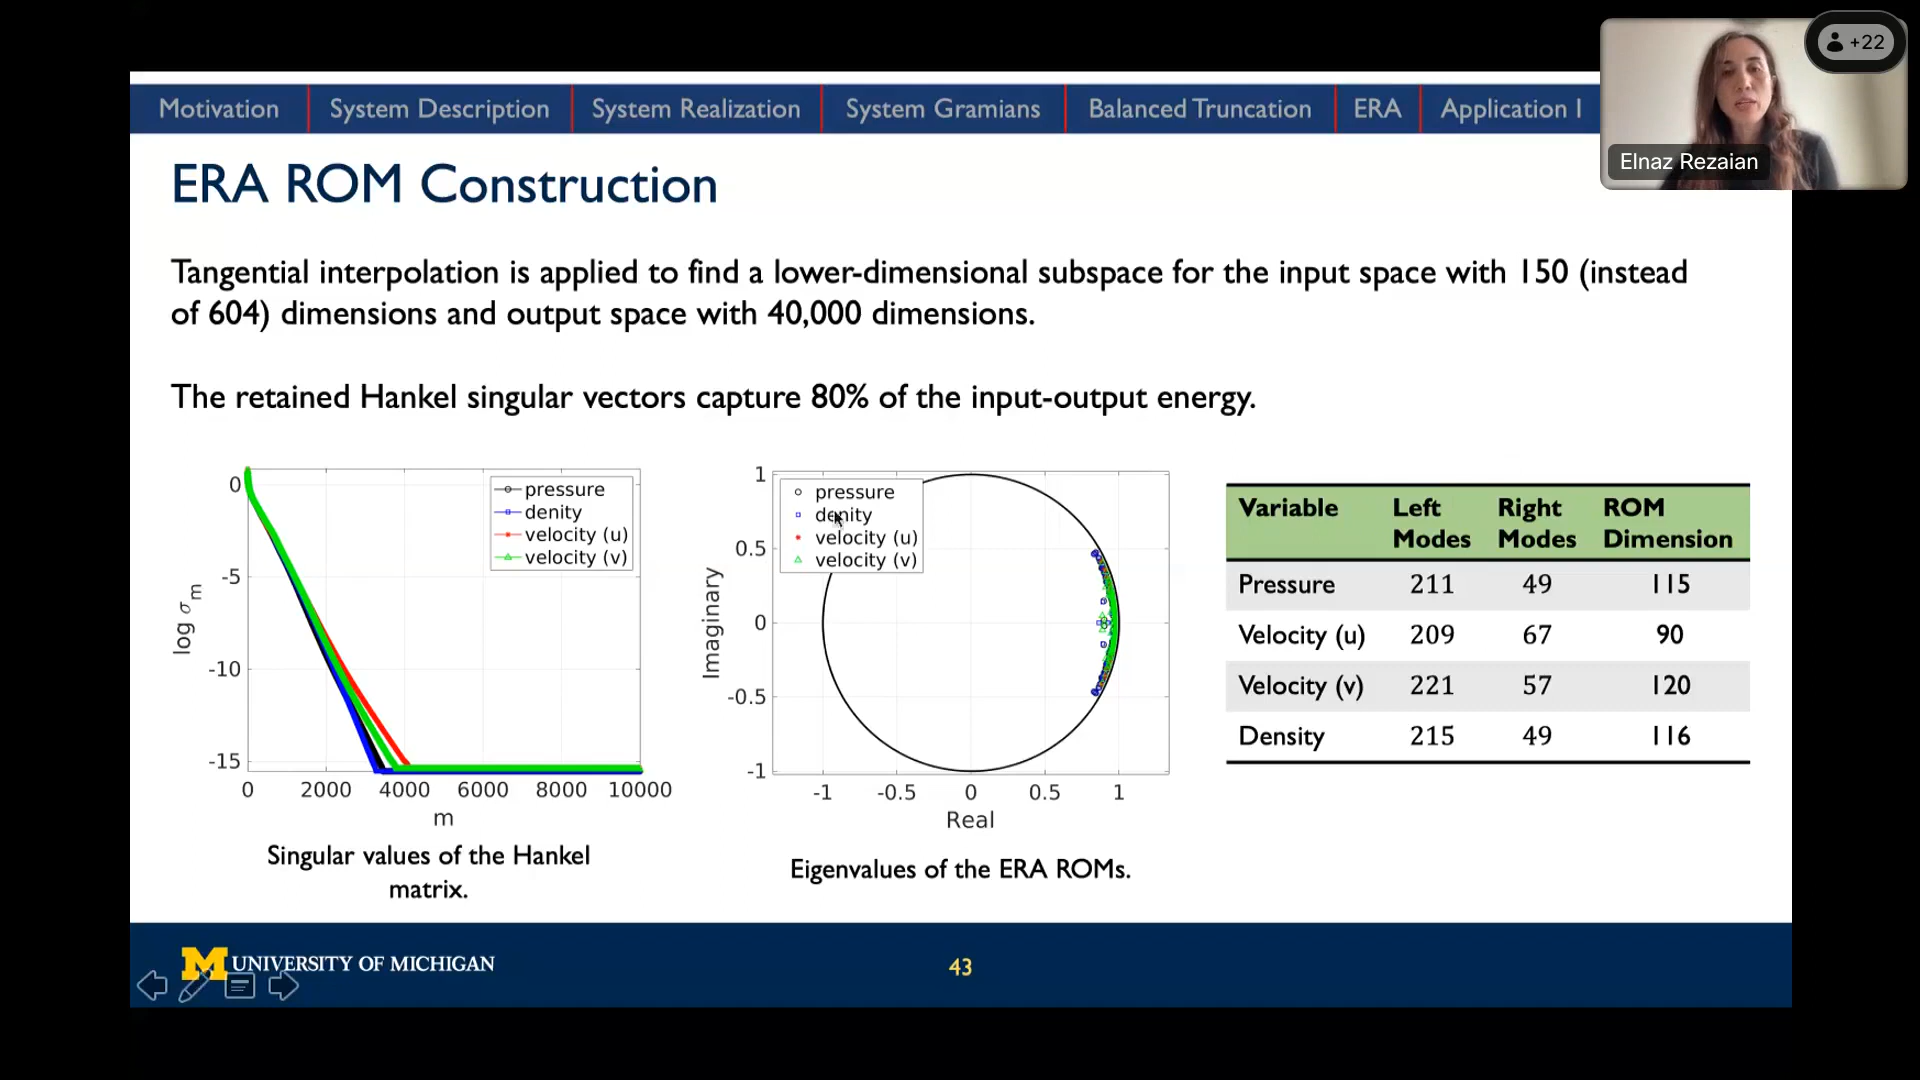 +22
Motivation
System Description
System Realization
System Gramians
Balanced Truncation
ERA
Application I
Elnaz Rezaian
ERA ROM Construction
Tangential interpolation is applied to find a lower-dimensional subspace for the input space with 150 (instead
of 604) dimensions and output space with 40,000 dimensions.
The retained Hankel singular vectors capture 80% of the input-output energy.
0
-5
-10
-15
log σm
0 2000 4000 6000 8000 10000
m
pressure
denity
velocity (u)
velocity (v)
Singular values of the Hankel
matrix.
1
0.5
0
-0.5
-1
Imaginary
-1 -0.5 0 0.5 1
Real
pressure
denity
velocity (u)
velocity (v)
Eigenvalues of the ERA ROMs.
Variable Left Modes Right Modes ROM Dimension
Pressure 211 49 115
Velocity (u) 209 67 90
Velocity (v) 221 57 120
Density 215 49 116
M UNIVERSITY OF MICHIGAN
43